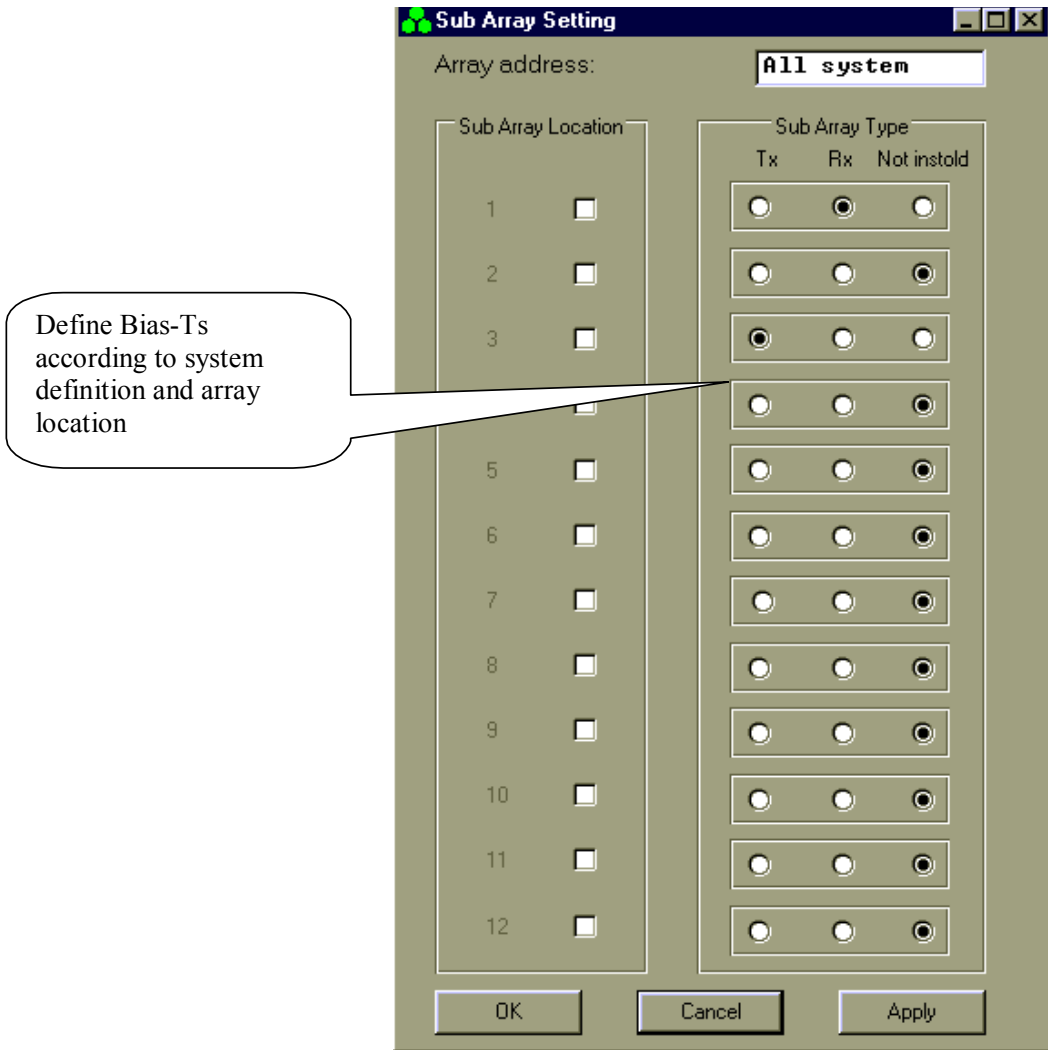 Sub Array Setting
Array address:
All system
Sub Array Location
Sub Array Type
Tx Rx Not instold
1
2
3
5
6
7
8
9
10
11
12
Define Bias-Ts
according to system
definition and array
location
OK
Cancel
Apply